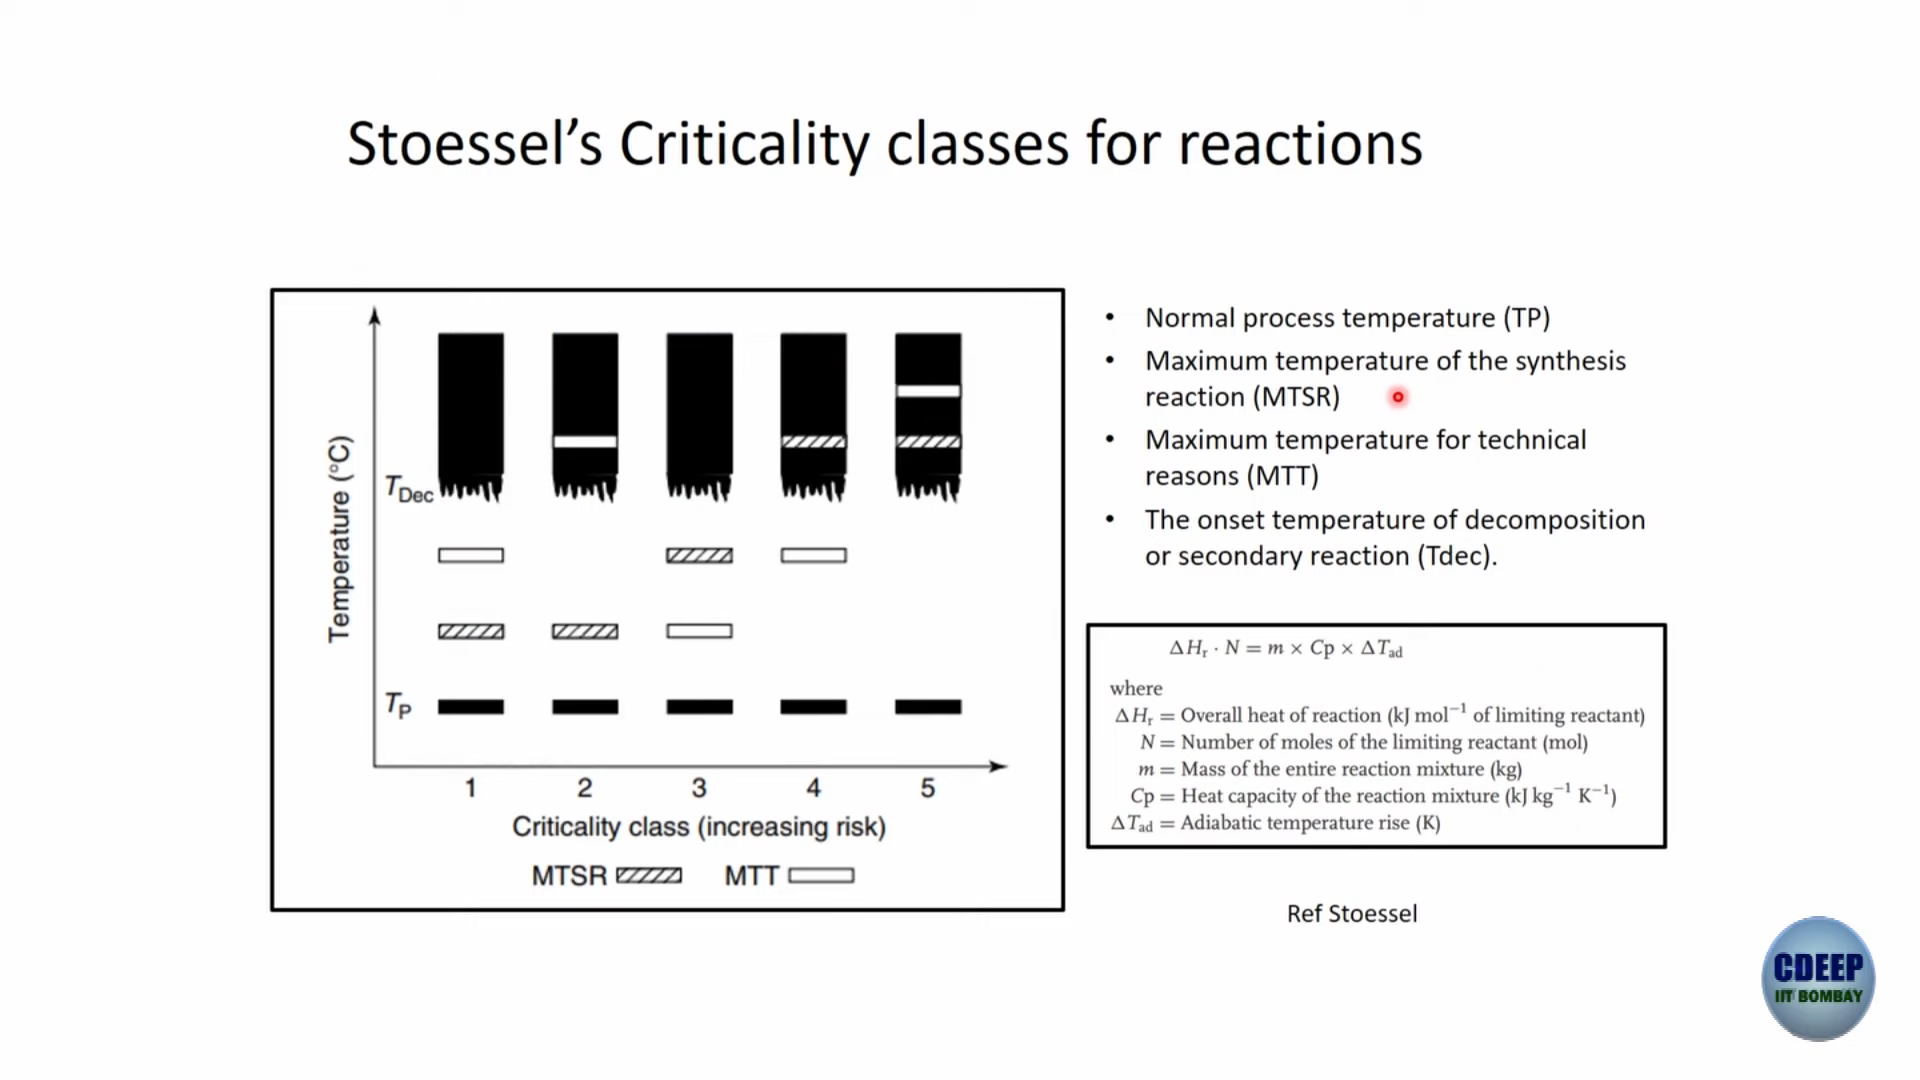 Stoessel’s Criticality classes for reactions
Temperature (°C)
T_Dec
T_P
1 2 3 4 5
Criticality class (increasing risk)
MTSR MTT
• Normal process temperature (TP)
• Maximum temperature of the synthesis
reaction (MTSR)
• Maximum temperature for technical
reasons (MTT)
• The onset temperature of decomposition
or secondary reaction (Tdec).
ΔH_r · N = m × Cp × ΔT_ad
where
ΔH_r = Overall heat of reaction (kJ mol⁻¹ of limiting reactant)
N = Number of moles of the limiting reactant (mol)
m = Mass of the entire reaction mixture (kg)
Cp = Heat capacity of the reaction mixture (kJ kg⁻¹ K⁻¹)
ΔT_ad = Adiabatic temperature rise (K)
Ref Stoessel
CDEEP
IIT BOMBAY